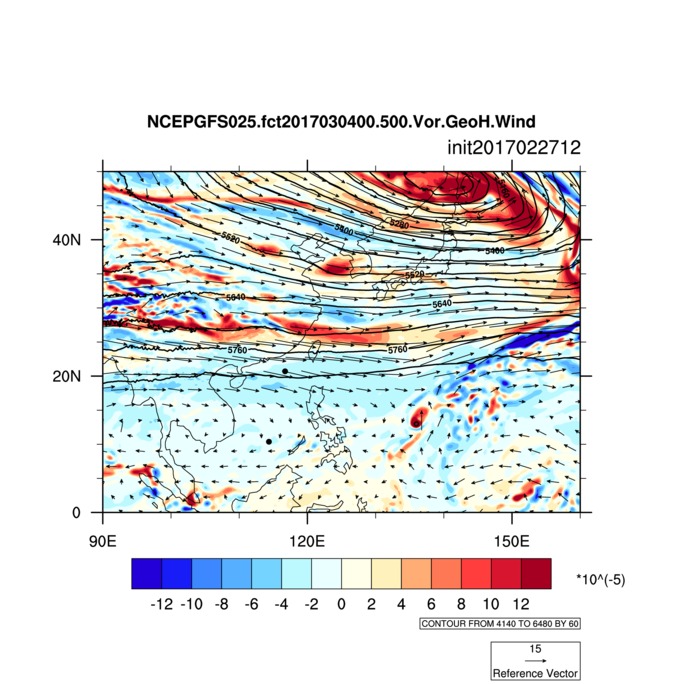 NCEPGFS025.fct2017030400.500.Vor.GeoH.Wind
init2017022712
5280
5400
5520
5400
40N
5520
5640
5640
5760
5760
20N
0
90E 120E 150E
*10^(-5)
-12 -10 -8 -6 -4 -2 0 2 4 6 8 10 12
CONTOUR FROM 4140 TO 6480 BY 60
15
Reference Vector